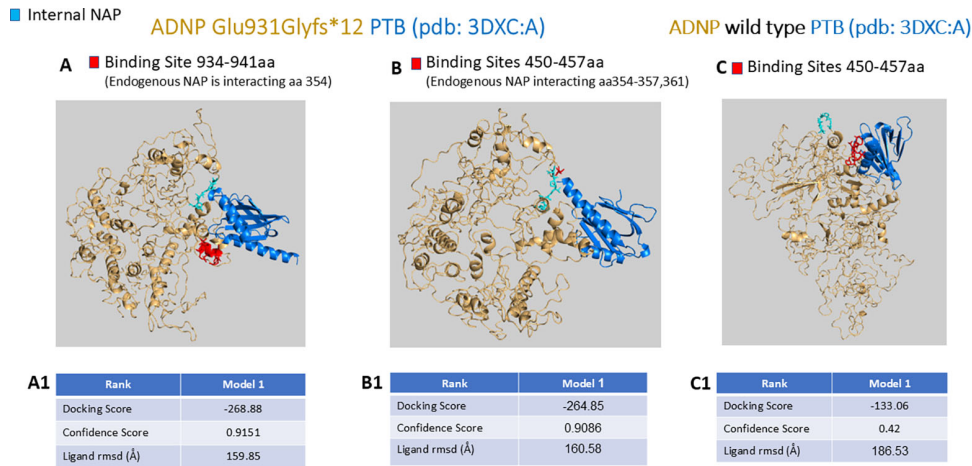 Internal NAP
ADNP Glu931Glyfs*12 PTB (pdb: 3DXC:A)
ADNP wild type PTB (pdb: 3DXC:A)
A
Binding Site 934-941aa
(Endogenous NAP is interacting aa 354)
B
Binding Sites 450-457aa
(Endogenous NAP interacting aa354-357,361)
C
Binding Sites 450-457aa
A1
Rank Model 1
Docking Score -268.88
Confidence Score 0.9151
Ligand rmsd (Å) 159.85
B1
Rank Model 1
Docking Score -264.85
Confidence Score 0.9086
Ligand rmsd (Å) 160.58
C1
Rank Model 1
Docking Score -133.06
Confidence Score 0.42
Ligand rmsd (Å) 186.53